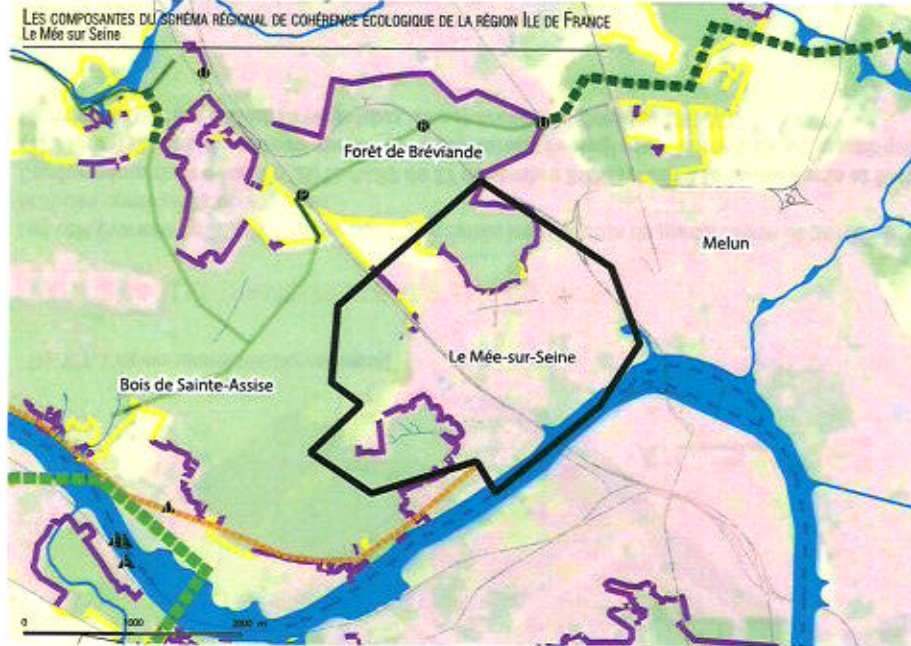 LES COMPOSANTES DU SCHÉMA RÉGIONAL DE COHÉRENCE ÉCOLOGIQUE DE LA RÉGION ILE DE FRANCE
Le Mée sur Seine
Forêt de Bréviande
Melun
Le Mée-sur-Seine
Bois de Sainte-Assise
0 1000 2000 m